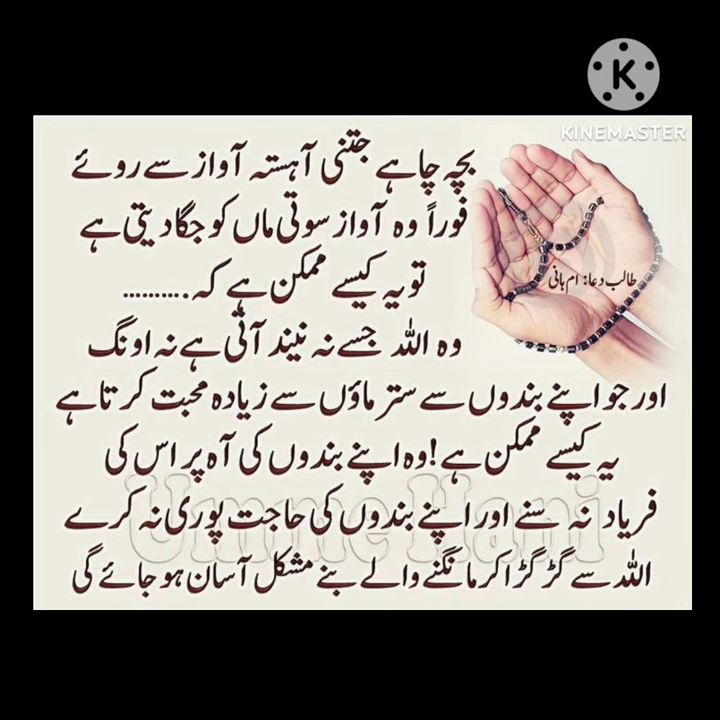 KINEMASTER
بچہ چاہے جتنی آہستہ آواز سے روئے
فوراً وہ آواز سوتی ماں کو جگا دیتی ہے
تو یہ کیسے ممکن ہے کہ..........
طالب دعا: ام ہانی
وہ اللہ جسے نہ نیند آتی ہے نہ اونگ
اور جو اپنے بندوں سے ستر ماؤں سے زیادہ محبت کرتا ہے
یہ کیسے ممکن ہے! وہ اپنے بندوں کی آہ پر اس کی
فریاد نہ سنے اور اپنے بندوں کی حاجت پوری نہ کرے
اللہ سے گڑگڑا کر مانگنے والے بنے مشکل آسان ہو جائے گی
Umme Hani